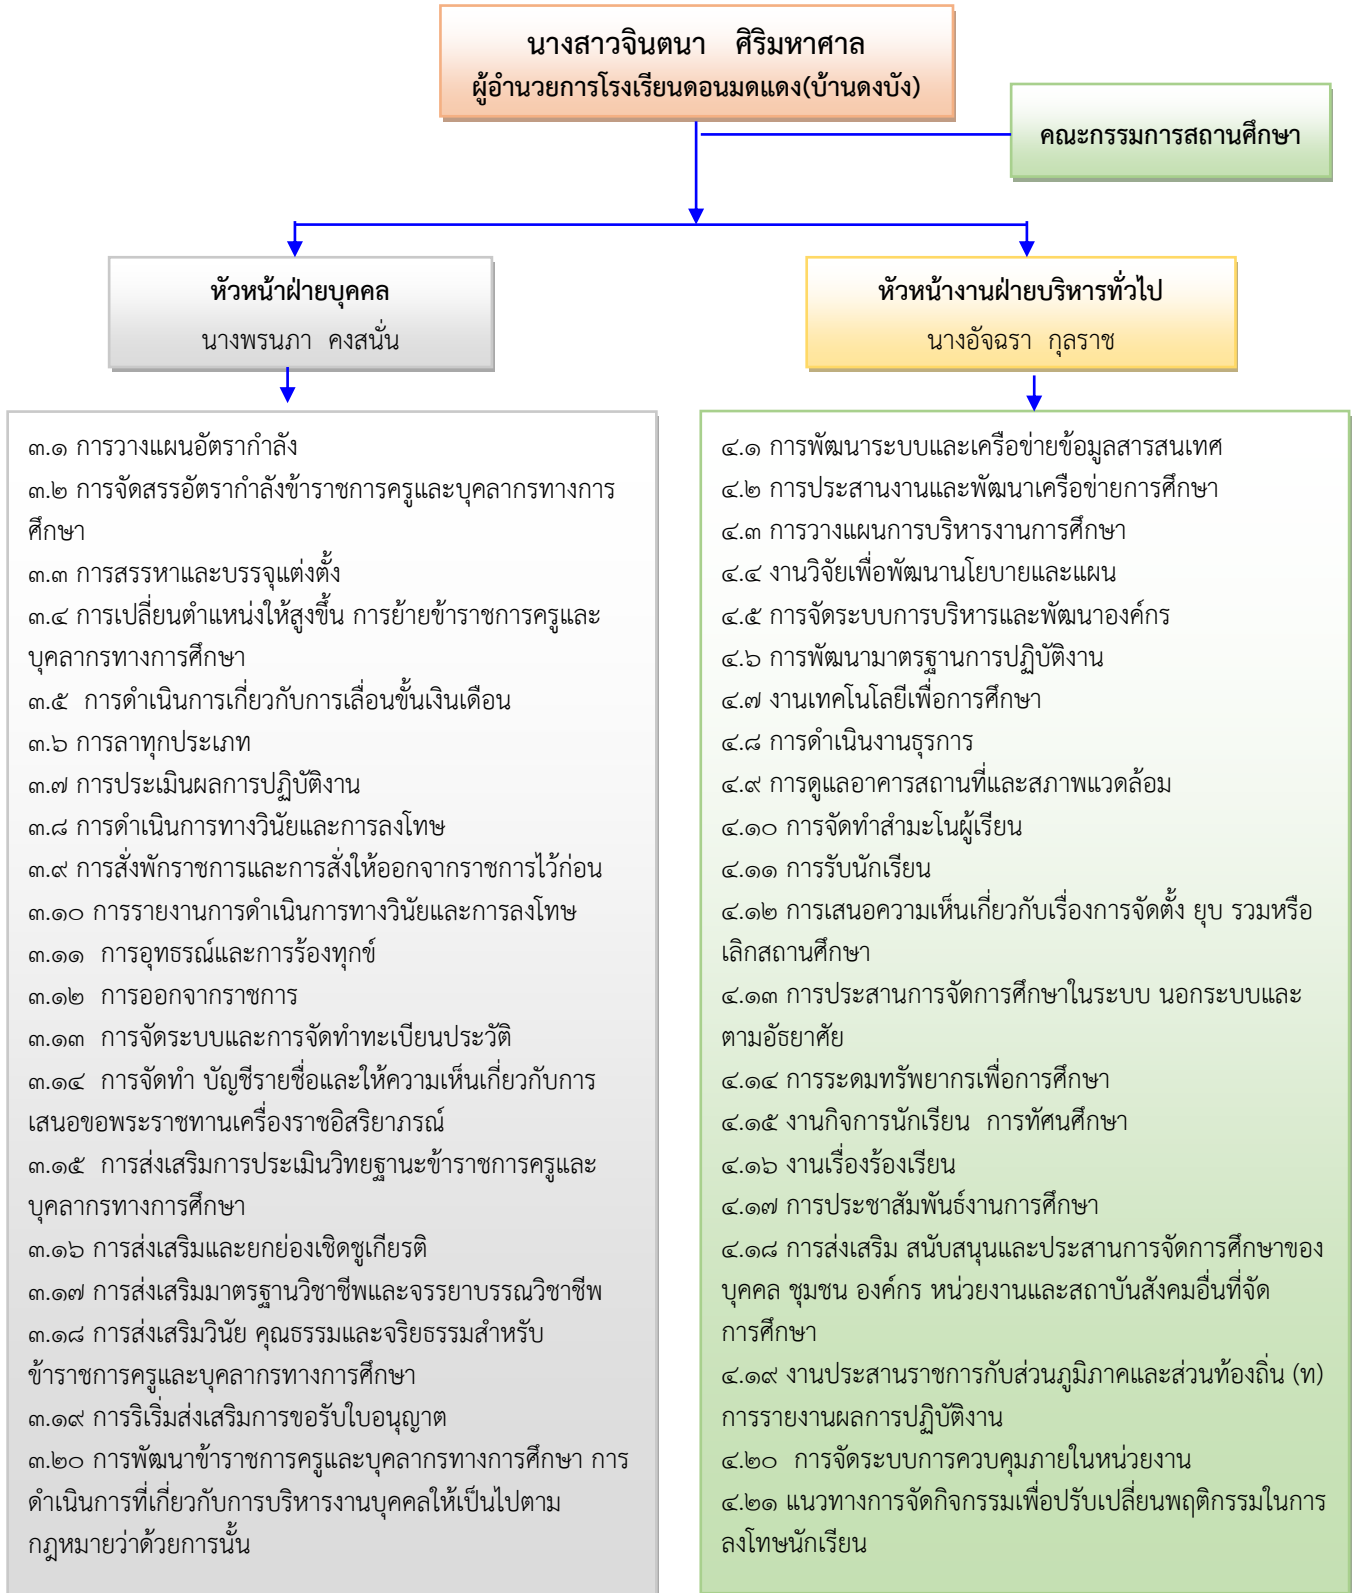 นางสาวจินตนา   ศิริมหาศาล
ผู้อำนวยการโรงเรียนดอนมดแดง(บ้านดงบัง)
คณะกรรมการสถานศึกษา
หัวหน้าฝ่ายบุคคล
นางพรนภา  คงสนั่น
หัวหน้างานฝ่ายบริหารทั่วไป
นางอัจฉรา  กุลราช
๓.๑ การวางแผนอัตรากำลัง
๓.๒ การจัดสรรอัตรากำลังข้าราชการครูและบุคลากรทางการ
ศึกษา
๓.๓ การสรรหาและบรรจุแต่งตั้ง
๓.๔ การเปลี่ยนตำแหน่งให้สูงขึ้น การย้ายข้าราชการครูและ
บุคลากรทางการศึกษา
๓.๕  การดำเนินการเกี่ยวกับการเลื่อนขั้นเงินเดือน
๓.๖ การลาทุกประเภท
๓.๗ การประเมินผลการปฏิบัติงาน
๓.๘ การดำเนินการทางวินัยและการลงโทษ
๓.๙ การสั่งพักราชการและการสั่งให้ออกจากราชการไว้ก่อน
๓.๑๐ การรายงานการดำเนินการทางวินัยและการลงโทษ
๓.๑๑  การอุทธรณ์และการร้องทุกข์
๓.๑๒  การออกจากราชการ
๓.๑๓  การจัดระบบและการจัดทำทะเบียนประวัติ
๓.๑๔  การจัดทำ บัญชีรายชื่อและให้ความเห็นเกี่ยวกับการ
เสนอขอพระราชทานเครื่องราชอิสริยาภรณ์
๓.๑๕  การส่งเสริมการประเมินวิทยฐานะข้าราชการครูและ
บุคลากรทางการศึกษา
๓.๑๖ การส่งเสริมและยกย่องเชิดชูเกียรติ
๓.๑๗ การส่งเสริมมาตรฐานวิชาชีพและจรรยาบรรณวิชาชีพ
๓.๑๘ การส่งเสริมวินัย คุณธรรมและจริยธรรมสำหรับ
ข้าราชการครูและบุคลากรทางการศึกษา
๓.๑๙ การริเริ่มส่งเสริมการขอรับใบอนุญาต
๓.๒๐ การพัฒนาข้าราชการครูและบุคลากรทางการศึกษา การ
ดำเนินการที่เกี่ยวกับการบริหารงานบุคคลให้เป็นไปตาม
กฎหมายว่าด้วยการนั้น
๔.๑ การพัฒนาระบบและเครือข่ายข้อมูลสารสนเทศ
๔.๒ การประสานงานและพัฒนาเครือข่ายการศึกษา
๔.๓ การวางแผนการบริหารงานการศึกษา
๔.๔ งานวิจัยเพื่อพัฒนานโยบายและแผน
๔.๕ การจัดระบบการบริหารและพัฒนาองค์กร
๔.๖ การพัฒนามาตรฐานการปฏิบัติงาน
๔.๗ งานเทคโนโลยีเพื่อการศึกษา
๔.๘ การดำเนินงานธุรการ
๔.๙ การดูแลอาคารสถานที่และสภาพแวดล้อม
๔.๑๐ การจัดทำสำมะโนผู้เรียน
๔.๑๑ การรับนักเรียน
๔.๑๒ การเสนอความเห็นเกี่ยวกับเรื่องการจัดตั้ง ยุบ รวมหรือ
เลิกสถานศึกษา
๔.๑๓ การประสานการจัดการศึกษาในระบบ นอกระบบและ
ตามอัธยาศัย
๔.๑๔ การระดมทรัพยากรเพื่อการศึกษา
๔.๑๕ งานกิจการนักเรียน  การทัศนศึกษา
๔.๑๖ งานเรื่องร้องเรียน
๔.๑๗ การประชาสัมพันธ์งานการศึกษา
๔.๑๘ การส่งเสริม สนับสนุนและประสานการจัดการศึกษาของ
บุคคล ชุมชน องค์กร หน่วยงานและสถาบันสังคมอื่นที่จัด
การศึกษา
๔.๑๙ งานประสานราชการกับส่วนภูมิภาคและส่วนท้องถิ่น (ท)
การรายงานผลการปฏิบัติงาน
๔.๒๐  การจัดระบบการควบคุมภายในหน่วยงาน
๔.๒๑ แนวทางการจัดกิจกรรมเพื่อปรับเปลี่ยนพฤติกรรมในการ
ลงโทษนักเรียน